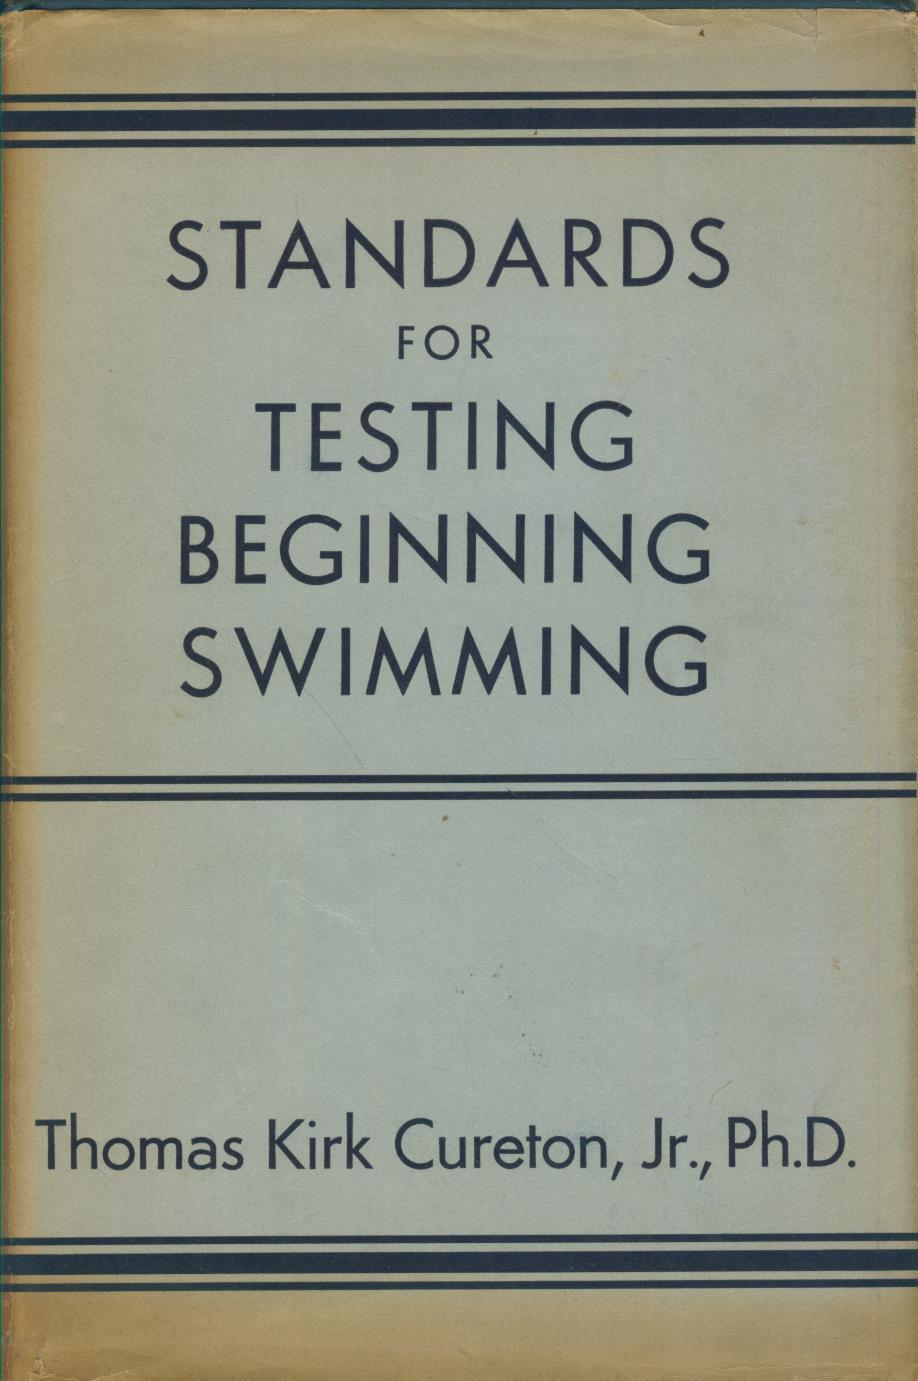 STANDARDS
FOR
TESTING
BEGINNING
SWIMMING
Thomas Kirk Cureton, Jr., Ph.D.